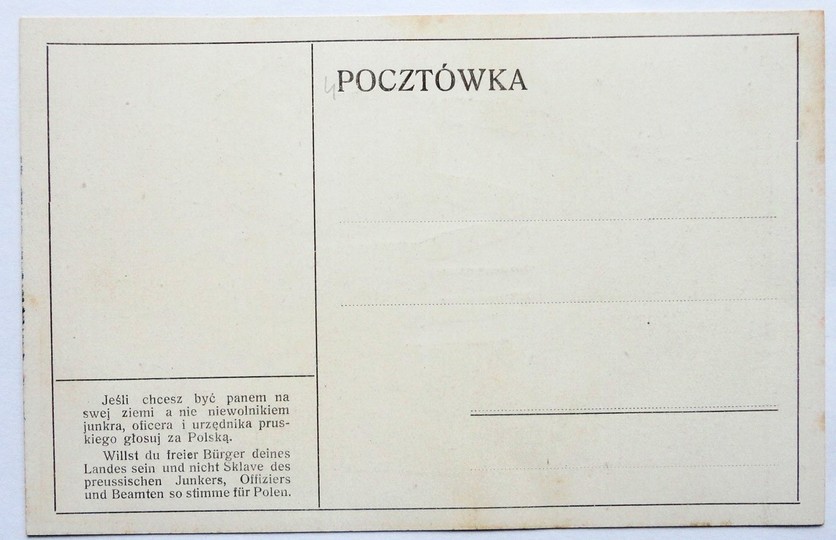 4
POCZTÓWKA
Jeśli chcesz być panem na
swej ziemi a nie niewolnikiem
junkra, oficera i urzędnika prus-
kiego głosuj za Polską.
Willst du freier Bürger deines
Landes sein und nicht Sklave des
preussischen Junkers, Offiziers
und Beamten so stimme für Polen.